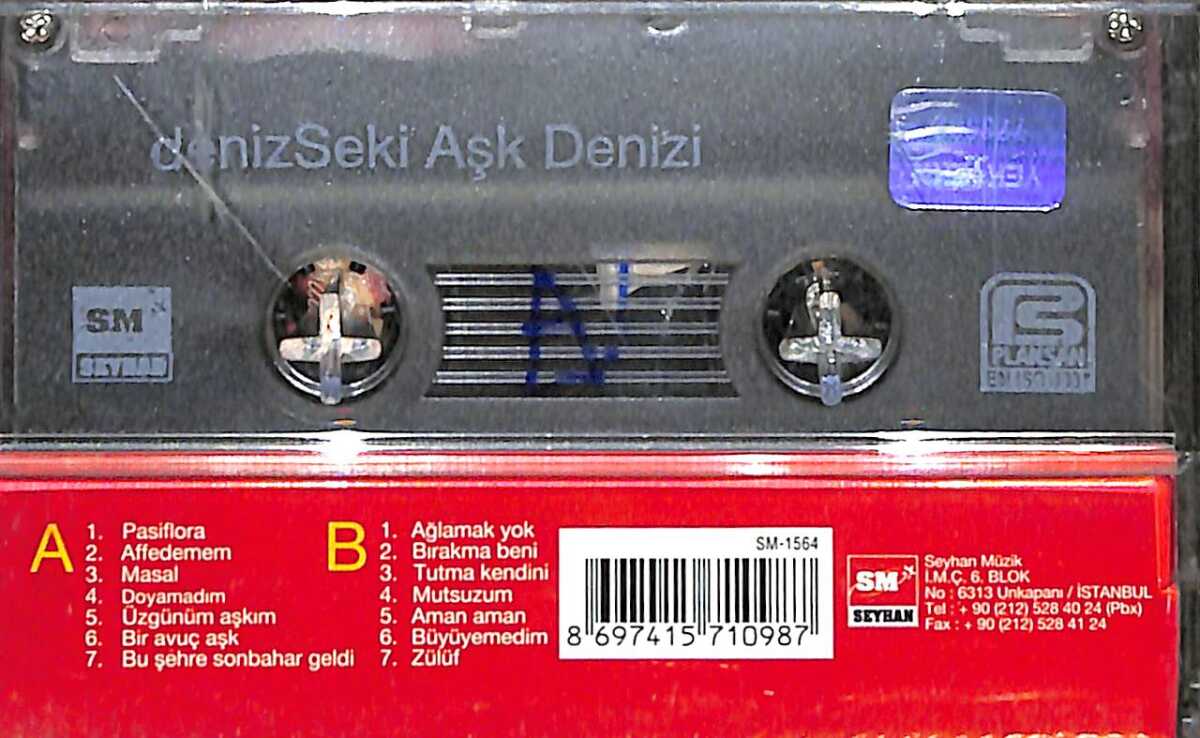 denizSeki Aşk Denizi
SM
SEYHAN
A
PLAKSAN
A
1. Pasiflora
2. Affedemem
3. Masal
4. Doyamadım
5. Üzgünüm aşkım
6. Bir avuç aşk
7. Bu şehre sonbahar geldi
B
1. Ağlamak yok
2. Bırakma beni
3. Tutma kendini
4. Mutsuzum
5. Aman aman
6. Büyüyemedim
7. Zülüf
SM-1564
8 697415 710987
SM
SEYHAN
Seyhan Müzik
İ.M.Ç. 6. BLOK
No : 6313 Unkapanı / İSTANBUL
Tel : + 90 (212) 528 40 24 (Pbx)
Fax : + 90 (212) 528 41 24